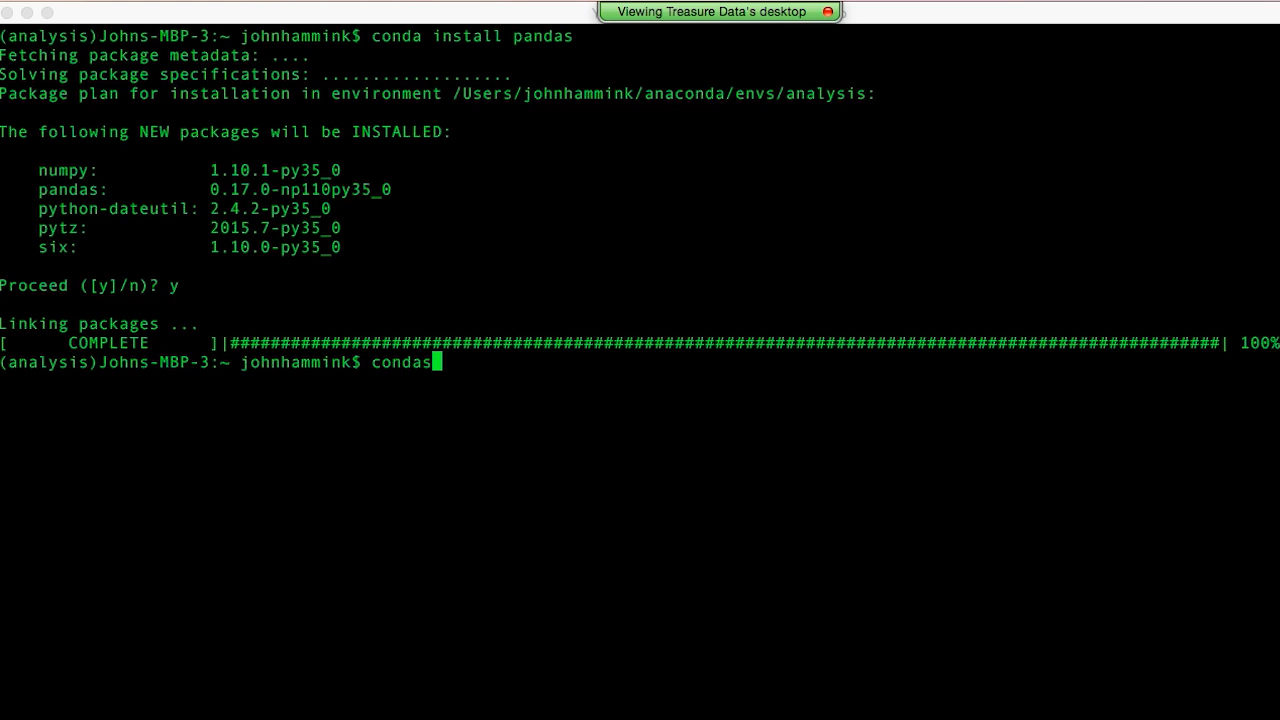 Viewing Treasure Data's desktop
(analysis)Johns-MBP-3:~ johnhammink$ conda install pandas
Fetching package metadata: ....
Solving package specifications: ...................
Package plan for installation in environment /Users/johnhammink/anaconda/envs/analysis:
The following NEW packages will be INSTALLED:
numpy: 1.10.1-py35_0
pandas: 0.17.0-np110py35_0
python-dateutil: 2.4.2-py35_0
pytz: 2015.7-py35_0
six: 1.10.0-py35_0
Proceed ([y]/n)? y
Linking packages ...
[ COMPLETE ]|###################################################################################################| 100%
(analysis)Johns-MBP-3:~ johnhammink$ condas